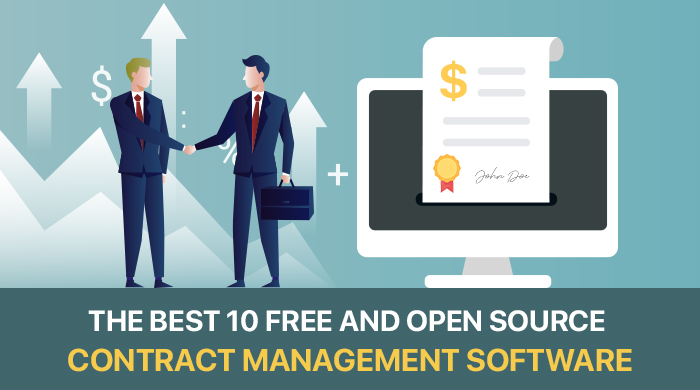 $
:
%
+
$
John Doe
THE BEST 10 FREE AND OPEN SOURCE
CONTRACT MANAGEMENT SOFTWARE